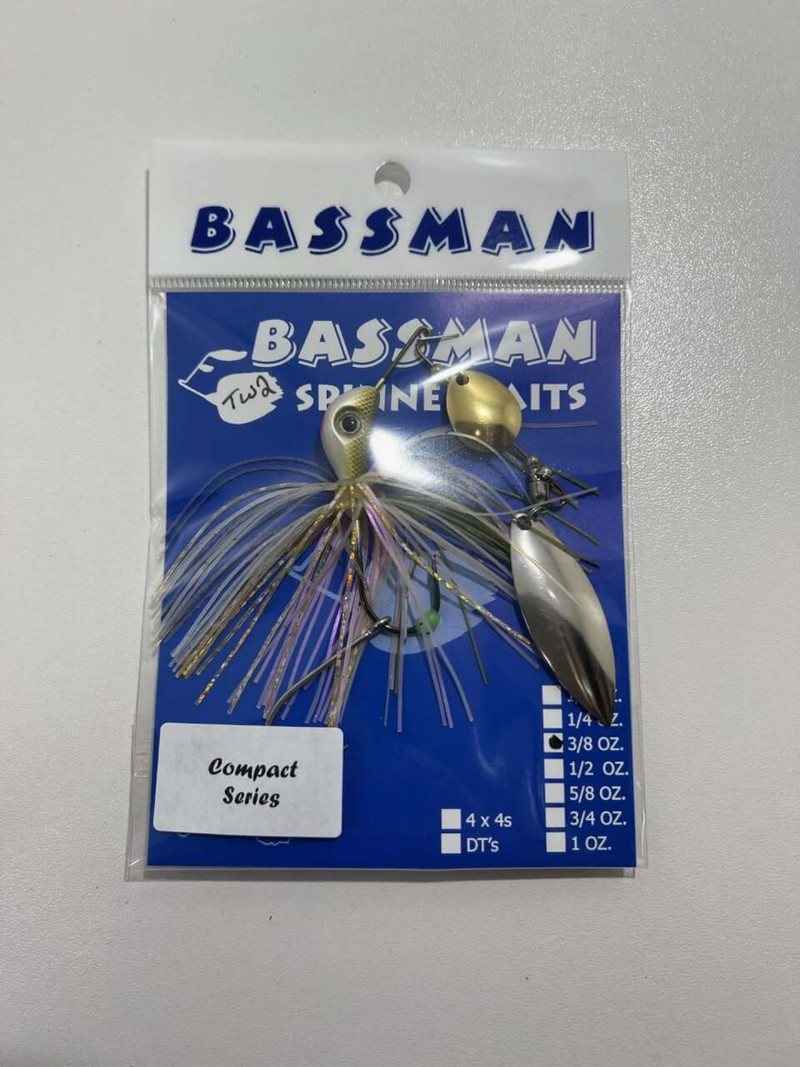 BASSMAN
BASSMAN
TW2
SPINNERBAITS
OZ.
1/4 OZ.
3/8 OZ.
1/2 OZ.
5/8 OZ.
3/4 OZ.
1 OZ.
4 x 4s
DT's
Compact
Series